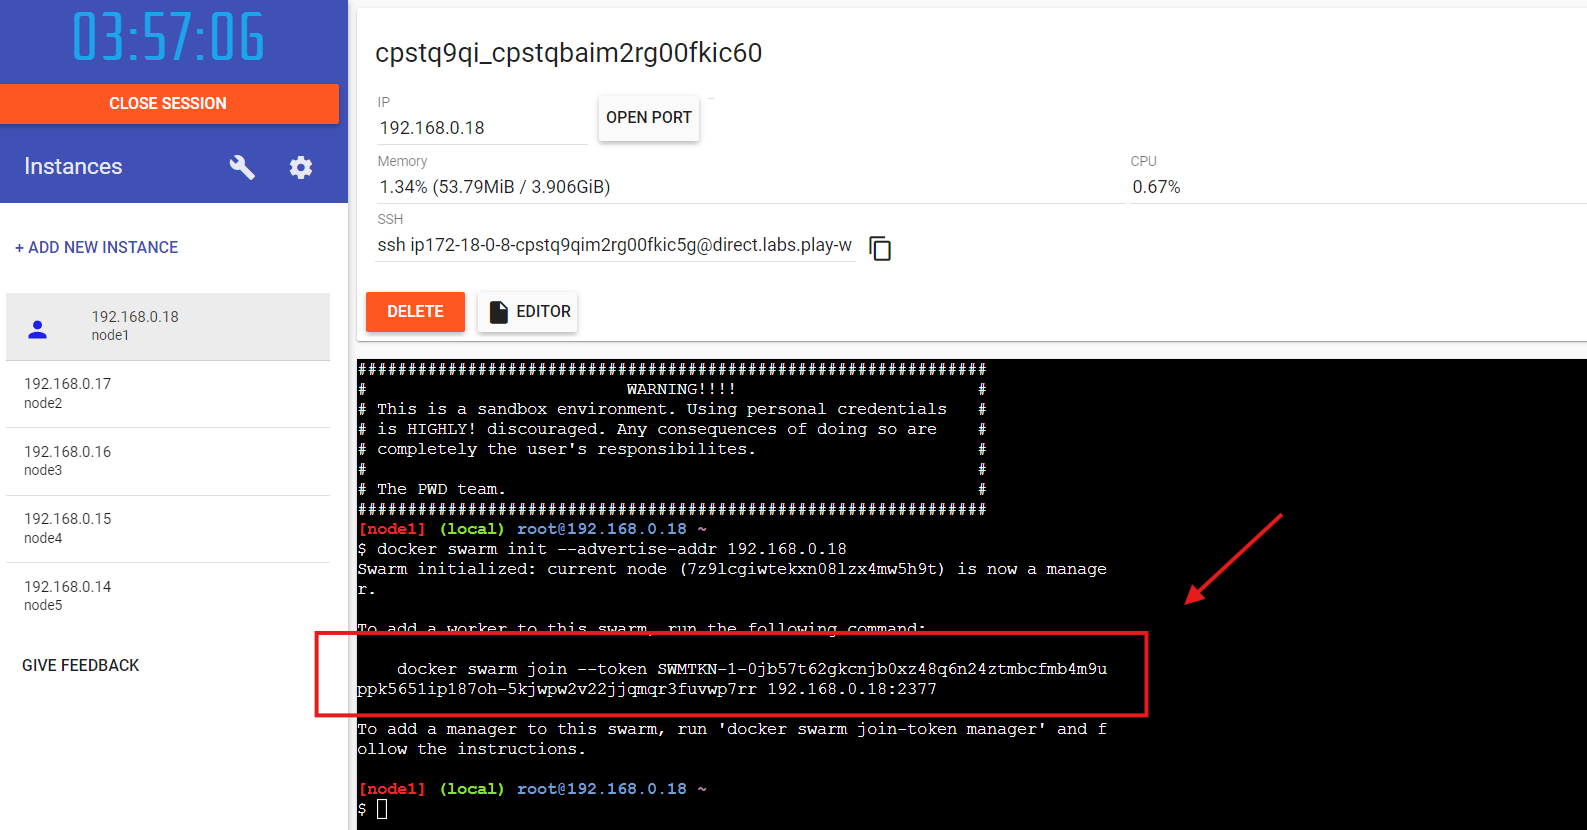 03:57:06
CLOSE SESSION
Instances
+ ADD NEW INSTANCE
192.168.0.18
node1
192.168.0.17
node2
192.168.0.16
node3
192.168.0.15
node4
192.168.0.14
node5
GIVE FEEDBACK
cpstq9qi_cpstqbaim2rg00fkic60
IP
192.168.0.18
OPEN PORT
Memory
1.34% (53.79MiB / 3.906GiB)
CPU
0.67%
SSH
ssh ip172-18-0-8-cpstq9qim2rg00fkic5g@direct.labs.play-w
DELETE
EDITOR
###############################################################
# WARNING!!!! #
# This is a sandbox environment. Using personal credentials #
# is HIGHLY! discouraged. Any consequences of doing so are #
# completely the user's responsibilites. #
# #
# The PWD team. #
###############################################################
[node1] (local) root@192.168.0.18 ~
$ docker swarm init --advertise-addr 192.168.0.18
Swarm initialized: current node (7z9lcgiwtekxn08lzx4mw5h9t) is now a manage
r.
To add a worker to this swarm, run the following command:
docker swarm join --token SWMTKN-1-0jb57t62gkcnjb0xz48q6n24ztmbcfmb4m9u
ppk565lip187oh-5kjwpw2v22jjqmqr3fuvwp7rr 192.168.0.18:2377
To add a manager to this swarm, run 'docker swarm join-token manager' and f
ollow the instructions.
[node1] (local) root@192.168.0.18 ~
$